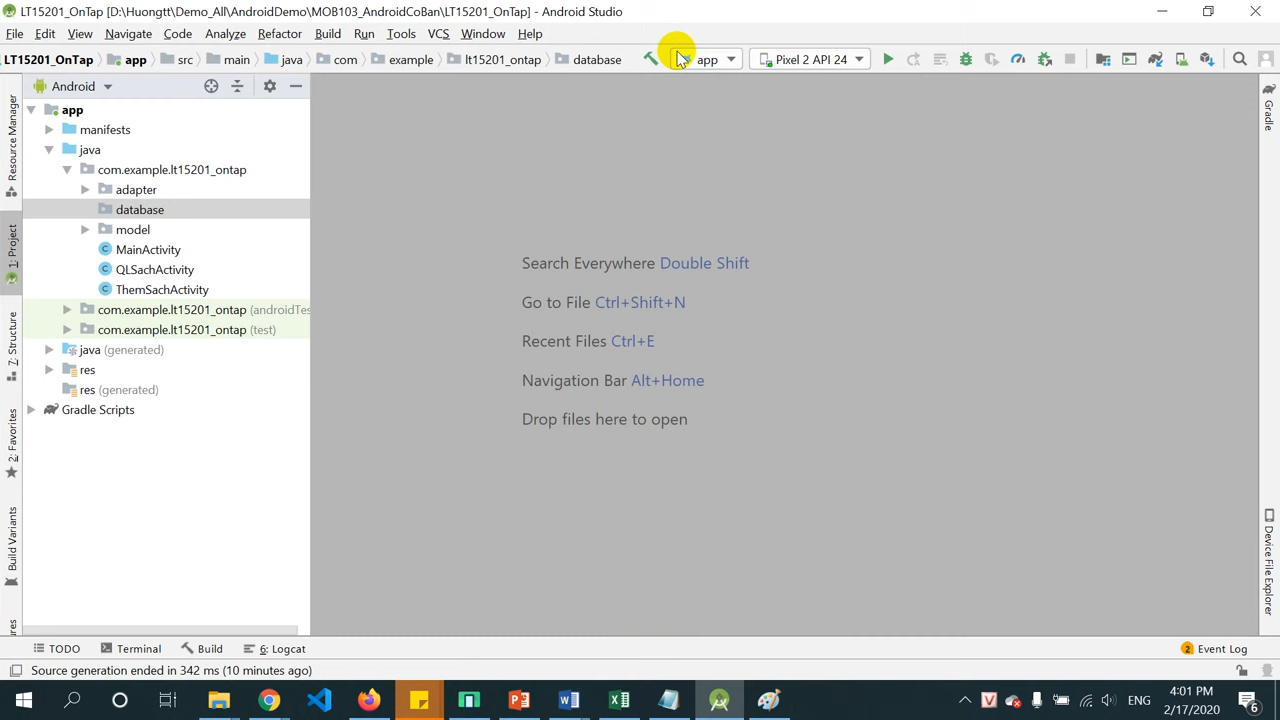 LT15201_OnTap [D:\Huongtt\Demo_All\AndroidDemo\MOB103_AndroidCoBan\LT15201_OnTap] - Android Studio
File Edit View Navigate Code Analyze Refactor Build Run Tools VCS Window Help
LT15201_OnTap app src main java com example lt15201_ontap database app Pixel 2 API 24
Android
app
manifests
java
com.example.lt15201_ontap
adapter
database
model
MainActivity
QLSachActivity
ThemSachActivity
com.example.lt15201_ontap (androidTes
com.example.lt15201_ontap (test)
java (generated)
res
res (generated)
Gradle Scripts
Resource Manager
1: Project
7: Structure
2: Favorites
Build Variants
Search Everywhere Double Shift
Go to File Ctrl+Shift+N
Recent Files Ctrl+E
Navigation Bar Alt+Home
Drop files here to open
Gradle
Device File Explorer
TODO Terminal Build 6: Logcat 2 Event Log
Source generation ended in 342 ms (10 minutes ago)
ENG
4:01 PM
2/17/2020
6